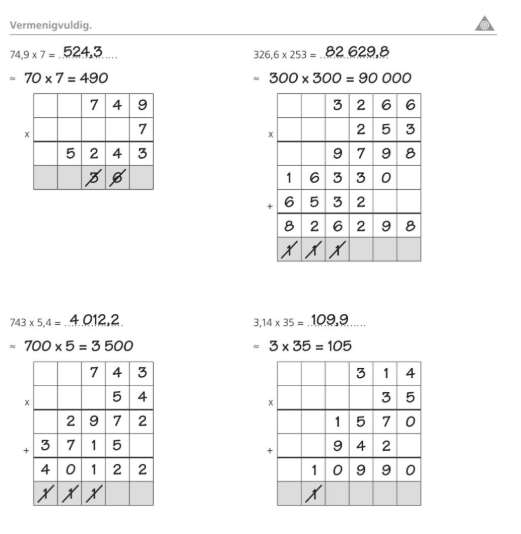 Vermenigvuldig.
74,9 x 7 = 524,3
≈ 70 x 7 = 490
7 4 9
x 7
5 2 4 3
3 6
326,6 x 253 = 82 629,8
≈ 300 x 300 = 90 000
3 2 6 6
x 2 5 3
9 7 9 8
1 6 3 3 0
+ 6 5 3 2
8 2 6 2 9 8
1 1 1
743 x 5,4 = 4 012,2
≈ 700 x 5 = 3 500
7 4 3
x 5 4
2 9 7 2
+ 3 7 1 5
4 0 1 2 2
1 1 1
3,14 x 35 = 109,9
≈ 3 x 35 = 105
3 1 4
x 3 5
1 5 7 0
+ 9 4 2
1 0 9 9 0
1